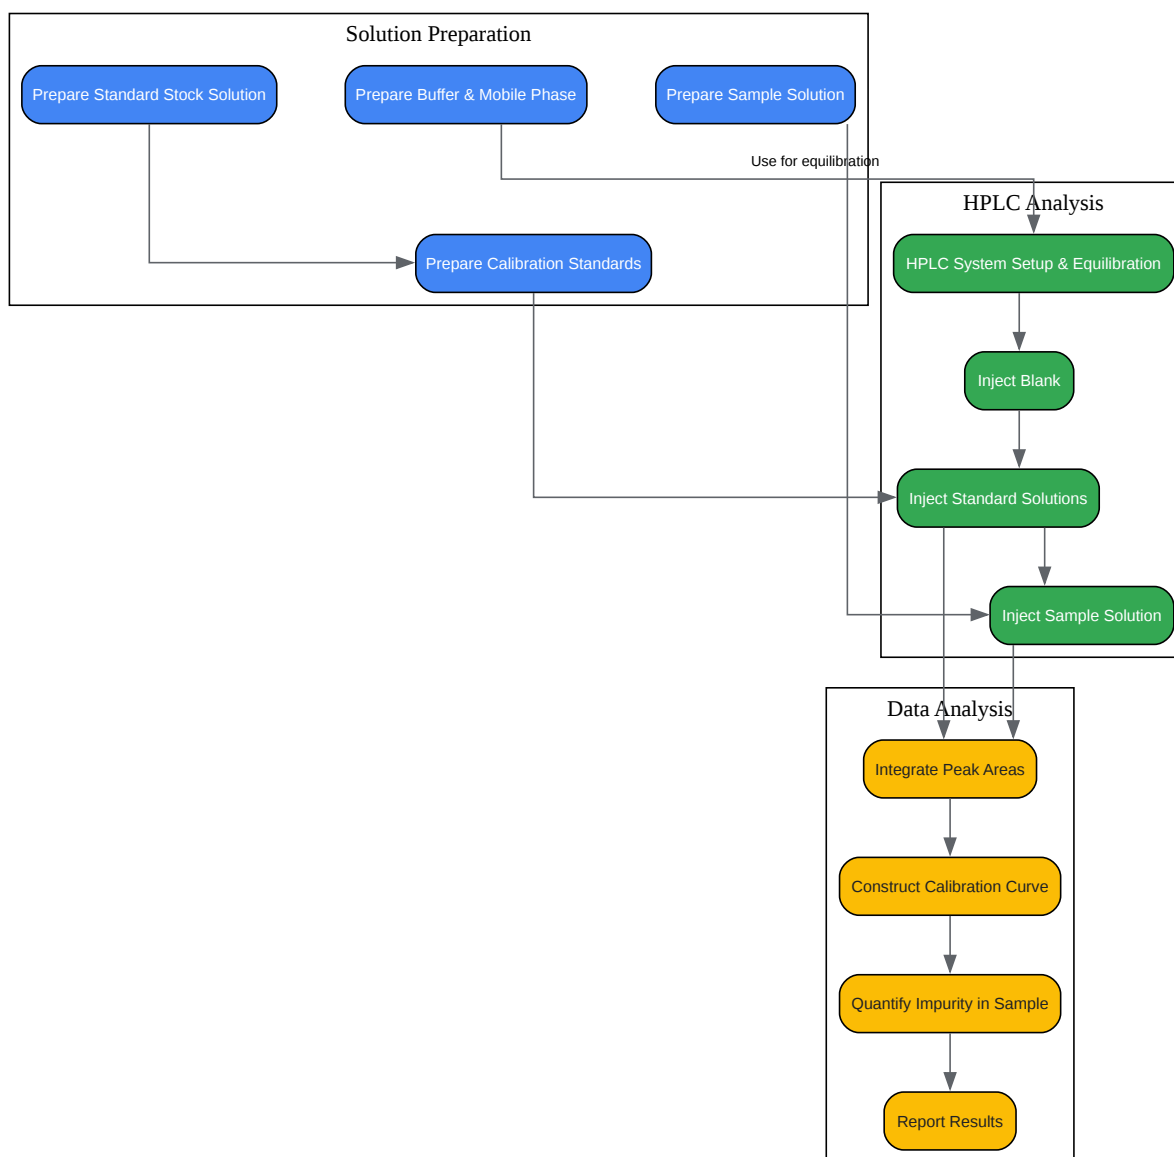 Solution Preparation
Prepare Standard Stock Solution
Prepare Buffer & Mobile Phase
Prepare Sample Solution
Use for equilibration
Prepare Calibration Standards
HPLC Analysis
HPLC System Setup & Equilibration
Inject Blank
Inject Standard Solutions
Inject Sample Solution
Data Analysis
Integrate Peak Areas
Construct Calibration Curve
Quantify Impurity in Sample
Report Results